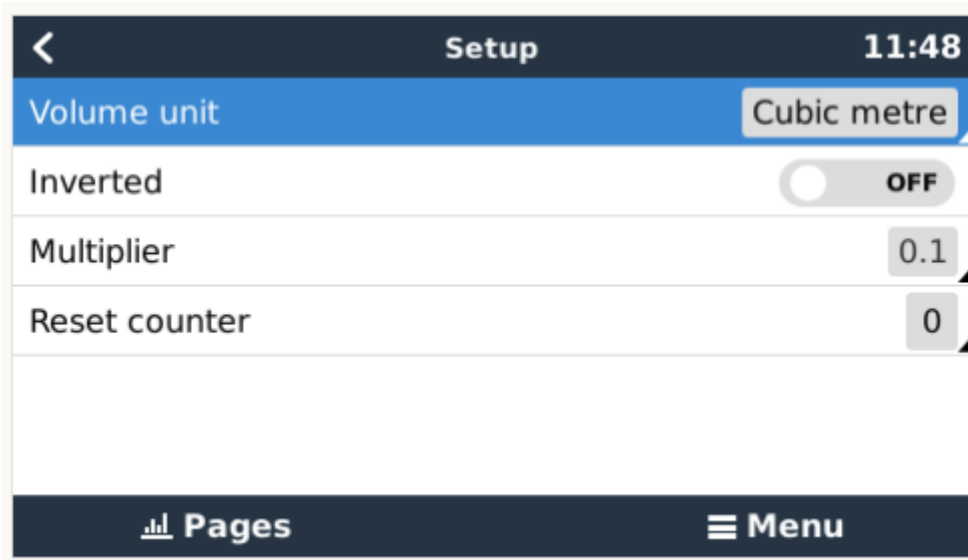 Setup 11:48
Volume unit Cubic metre
Inverted OFF
Multiplier 0.1
Reset counter 0
Pages Menu